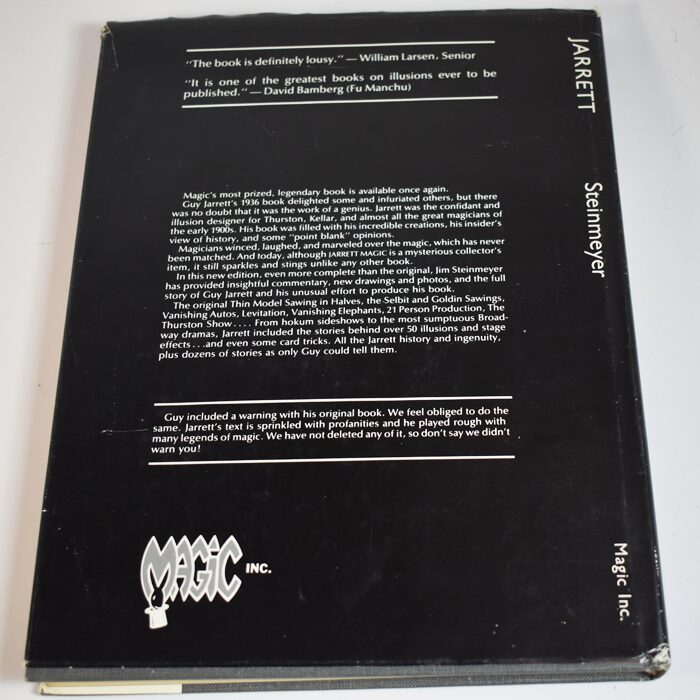 "The book is definitely lousy." — William Larsen, Senior
"It is one of the greatest books on illusions ever to be
published." — David Bamberg (Fu Manchu)
Magic's most prized, legendary book is available once again.
Guy Jarrett's 1936 book delighted some and infuriated others, but there
was no doubt that it was the work of a genius. Jarrett was the confidant and
illusion designer for Thurston, Kellar, and almost all the great magicians of
the early 1900s. His book was filled with his incredible creations, his insider's
view of history, and some "point blank" opinions.
Magicians winced, laughed, and marveled over the magic, which has never
been matched. And today, although JARRETT MAGIC is a mysterious collector's
item, it still sparkles and stings unlike any other book.
In this new edition, even more complete than the original, Jim Steinmeyer
has provided insightful commentary, new drawings and photos, and the full
story of Guy Jarrett and his unusual effort to produce his book.
The original Thin Model Sawing in Halves, the Selbit and Goldin Sawings,
Vanishing Autos, Levitation, Vanishing Elephants, 21 Person Production, The
Thurston Show.... From hokum sideshows to the most sumptuous Broad-
way dramas, Jarrett included the stories behind over 50 illusions and stage
effects...and even some card tricks. All the Jarrett history and ingenuity,
plus dozens of stories as only Guy could tell them.
Guy included a warning with his original book. We feel obliged to do the
same. Jarrett's text is sprinkled with profanities and he played rough with
many legends of magic. We have not deleted any of it, so don't say we didn't
warn you!
MAGIC INC.
JARRETT
Steinmeyer
Magic Inc.